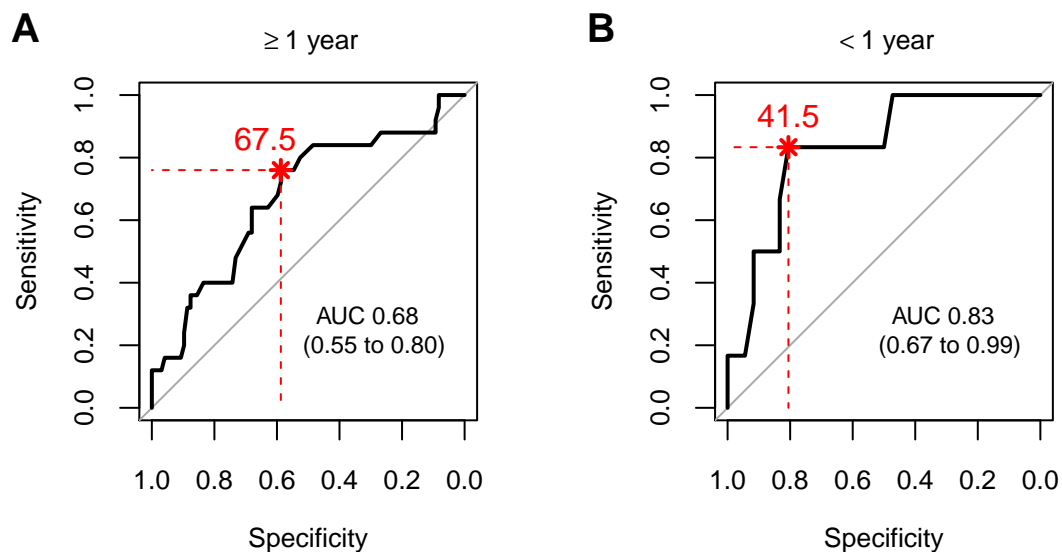 A
≥ 1 year
Sensitivity
0.0 0.2 0.4 0.6 0.8 1.0
67.5
AUC 0.68
(0.55 to 0.80)
1.0 0.8 0.6 0.4 0.2 0.0
Specificity
B
< 1 year
Sensitivity
0.0 0.2 0.4 0.6 0.8 1.0
41.5
AUC 0.83
(0.67 to 0.99)
1.0 0.8 0.6 0.4 0.2 0.0
Specificity